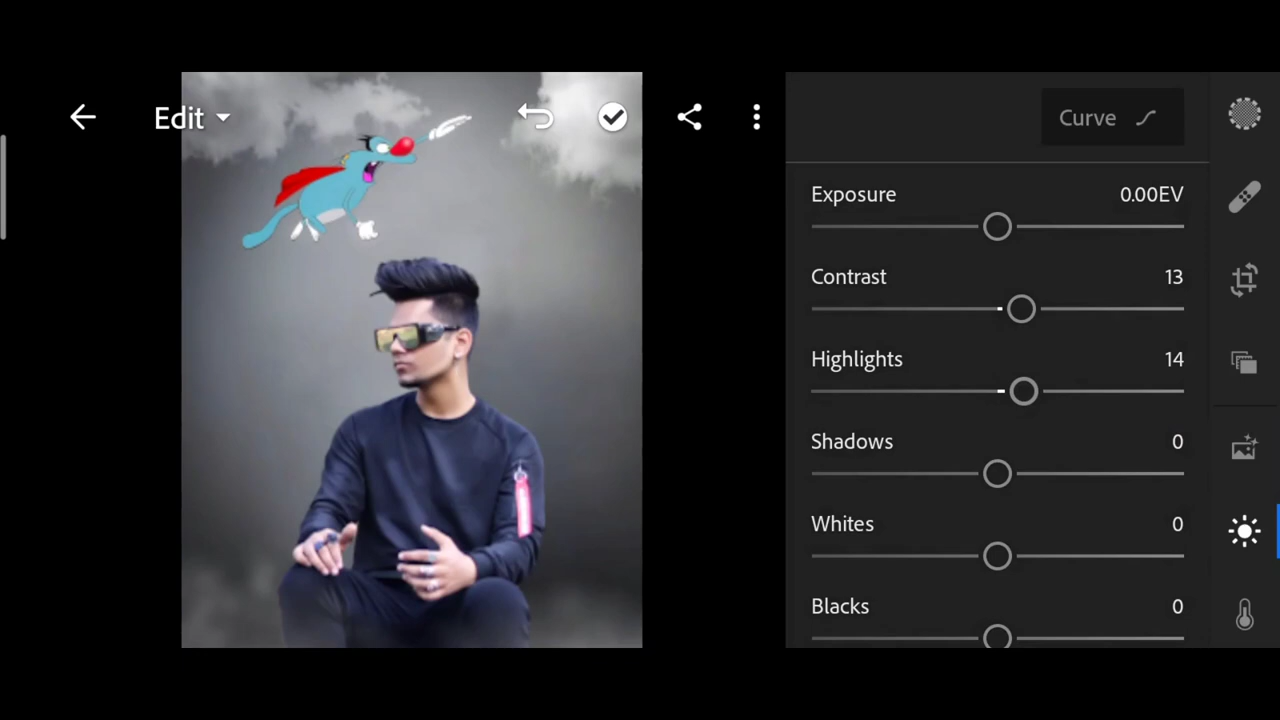 Edit
Curve
Exposure 0.00EV
Contrast 13
Highlights 14
Shadows 0
Whites 0
Blacks 0